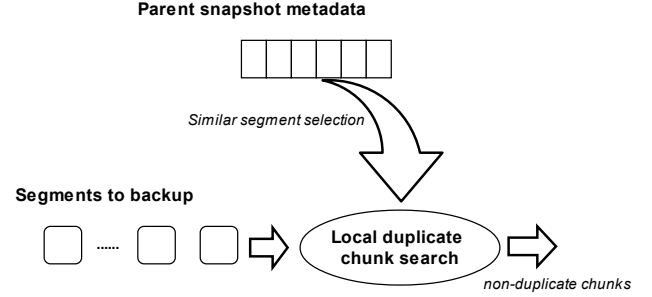 Parent snapshot metadata
Similar segment selection
Segments to backup
......
Local duplicate
chunk search
non-duplicate chunks